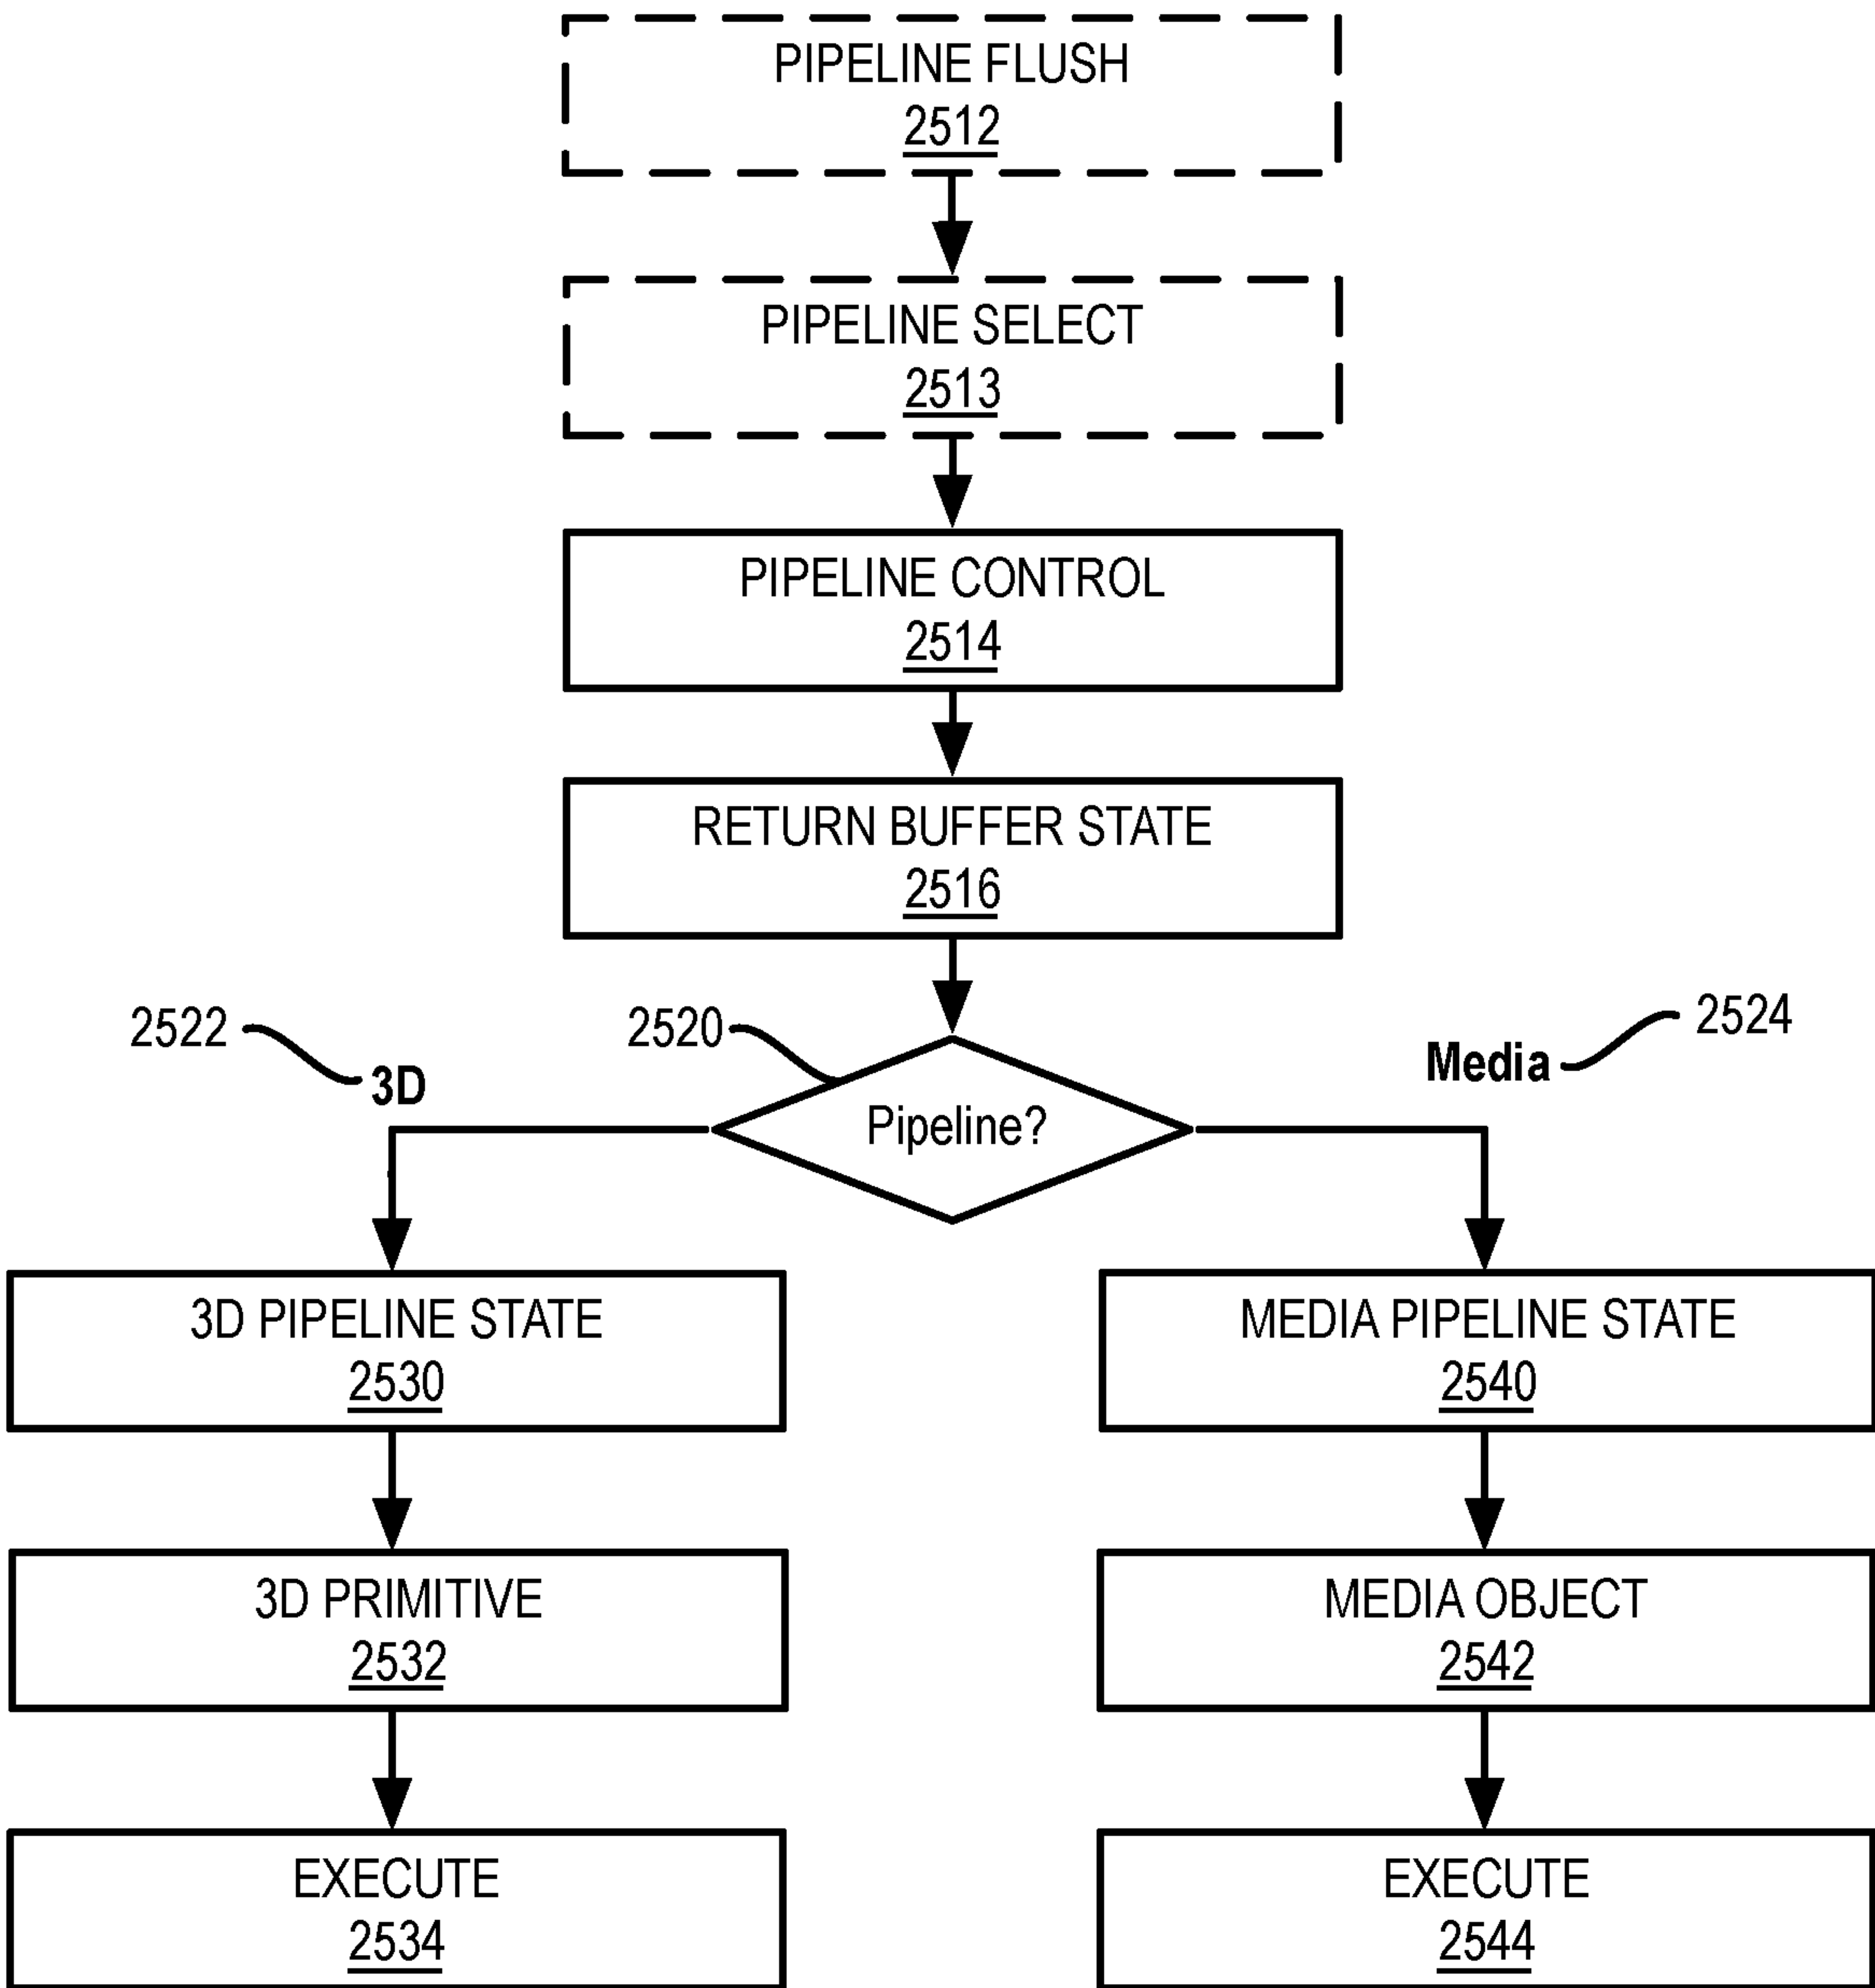 PIPELINE FLUSH
2512
PIPELINE SELECT
2513
PIPELINE CONTROL
2514
RETURN BUFFER STATE
2516
2522
3D
2520
Pipeline?
Media
2524
3D PIPELINE STATE
2530
MEDIA PIPELINE STATE
2540
3D PRIMITIVE
2532
MEDIA OBJECT
2542
EXECUTE
2534
EXECUTE
2544